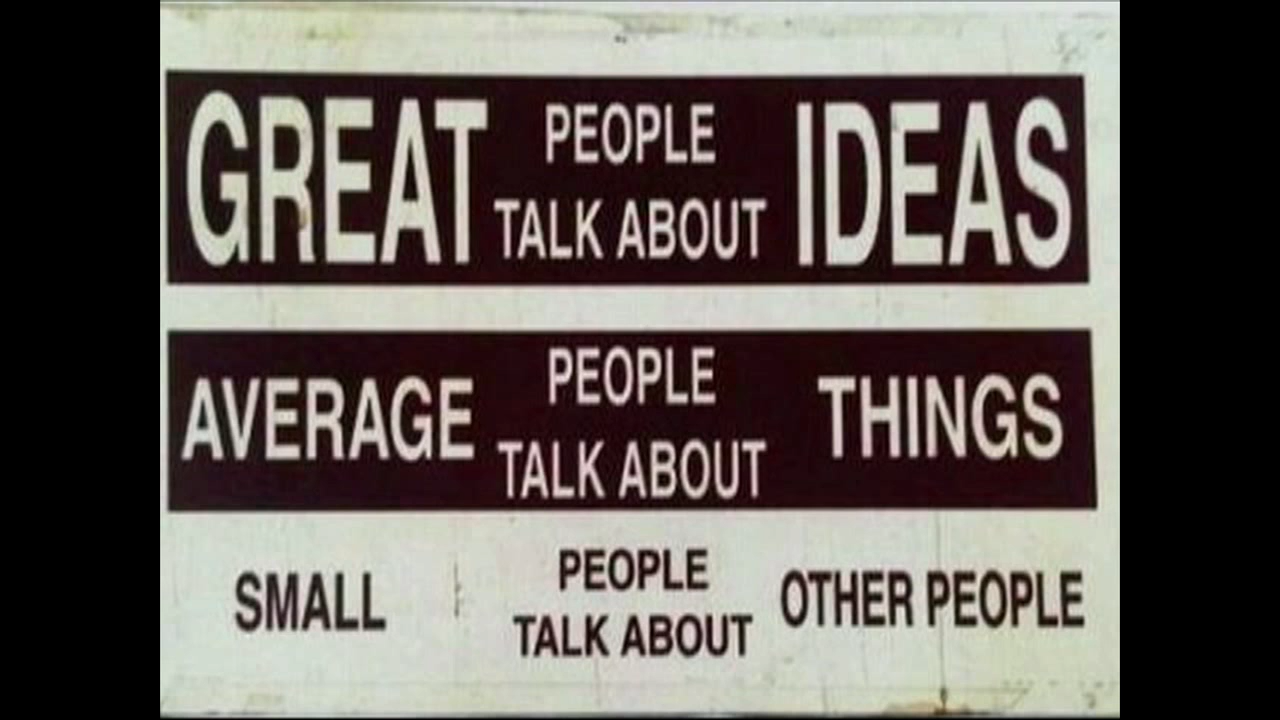 GREAT PEOPLE TALK ABOUT IDEAS
AVERAGE PEOPLE TALK ABOUT THINGS
SMALL PEOPLE TALK ABOUT OTHER PEOPLE